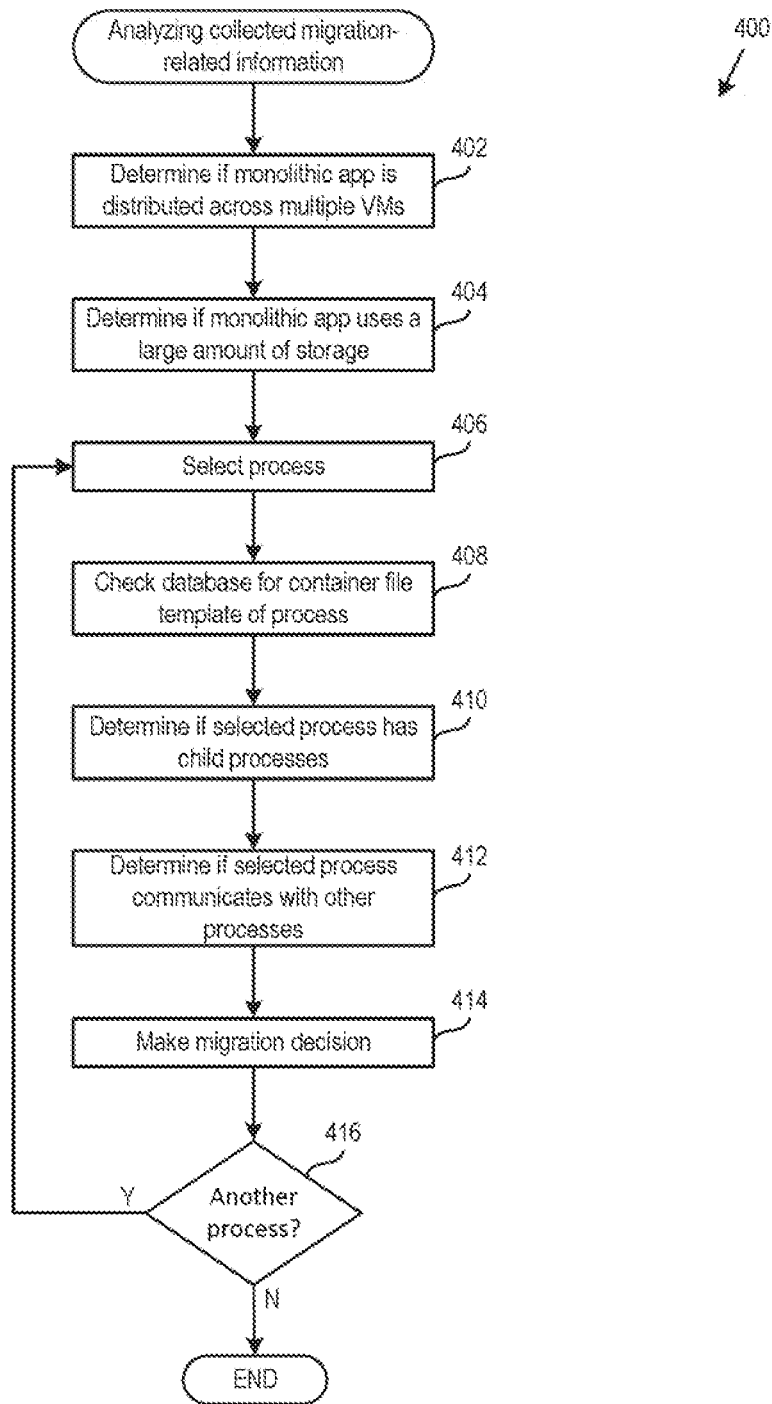 Analyzing collected migration-
related information
400
402
Determine if monolithic app is
distributed across multiple VMs
404
Determine if monolithic app uses a
large amount of storage
406
Select process
408
Check database for container file
template of process
410
Determine if selected process has
child processes
412
Determine if selected process
communicates with other
processes
414
Make migration decision
416
Another
process?
Y
N
END